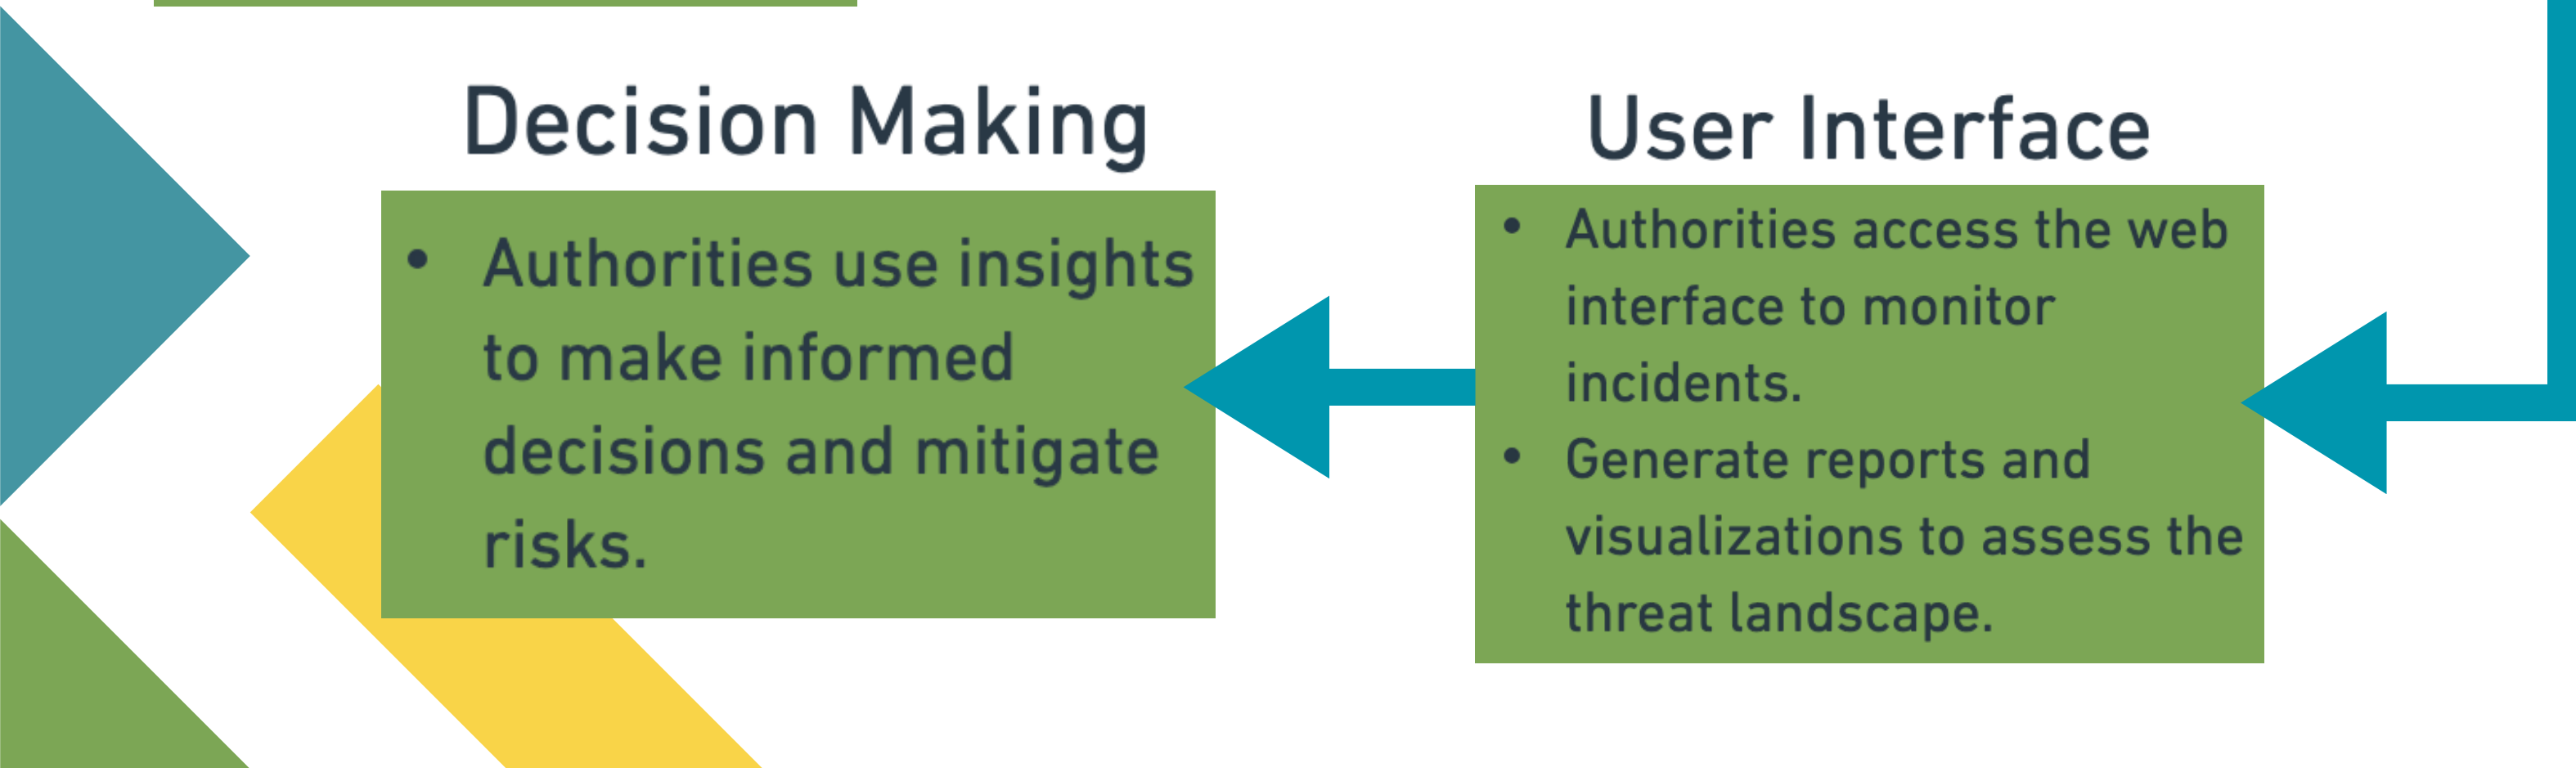 Decision Making
• Authorities use insights
to make informed
decisions and mitigate
risks.
User Interface
• Authorities access the web
interface to monitor
incidents.
• Generate reports and
visualizations to assess the
threat landscape.